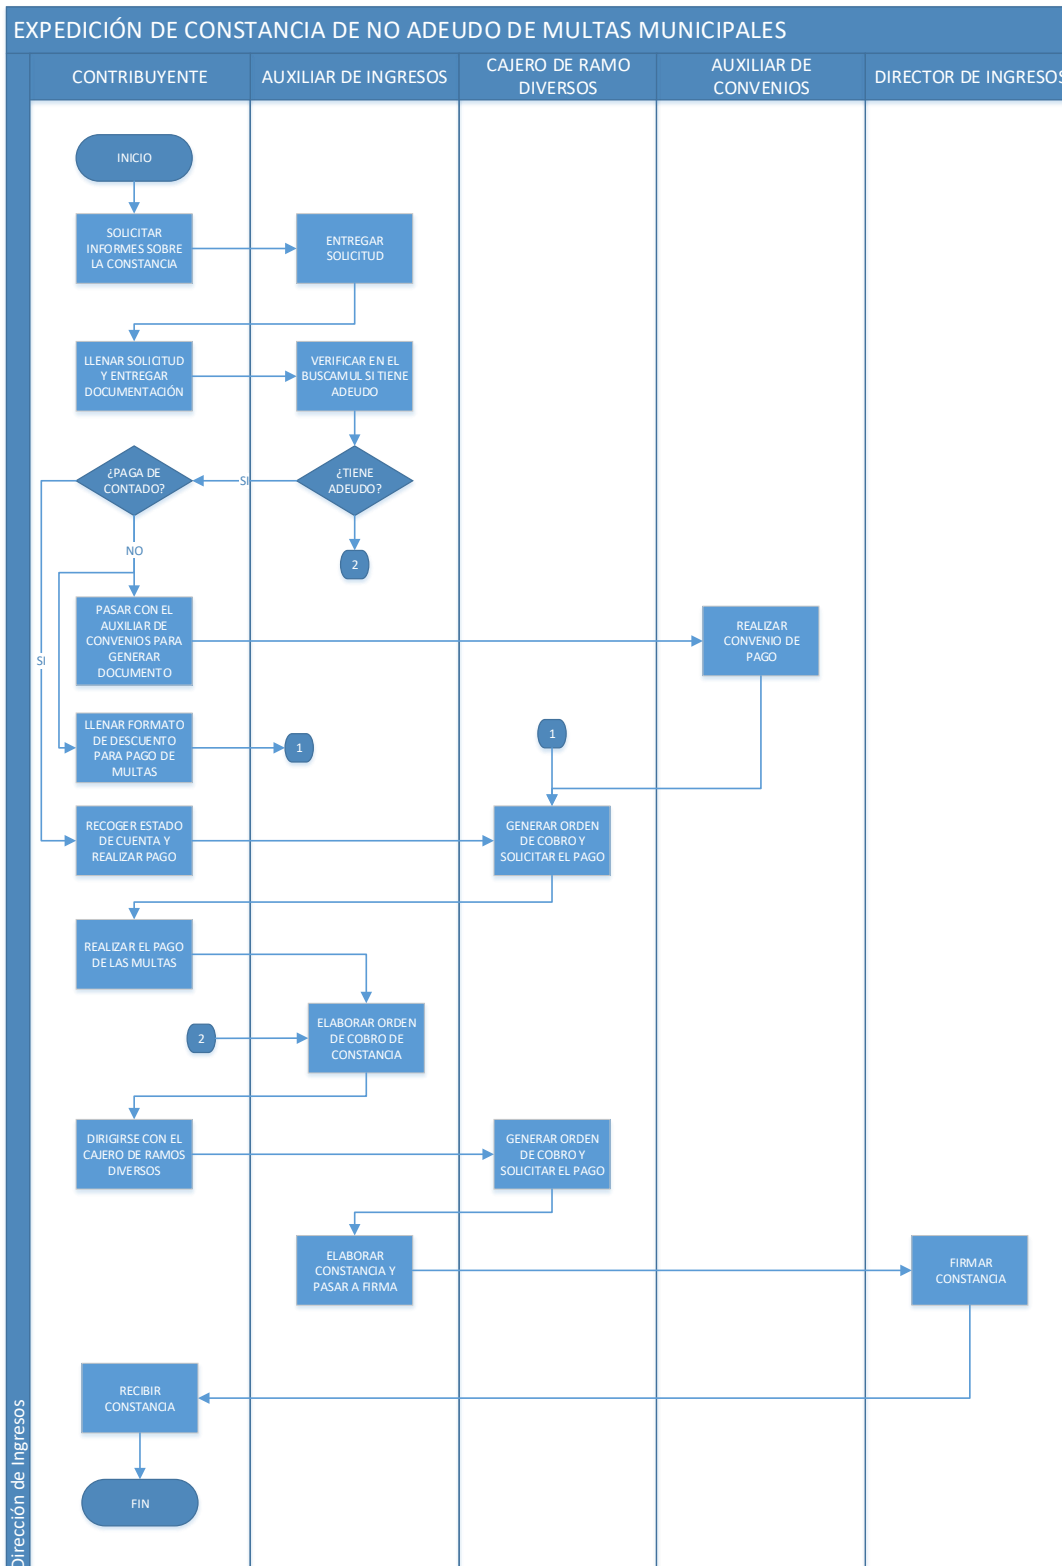 EXPEDICIÓN DE CONSTANCIA DE NO ADEUDO DE MULTAS MUNICIPALES
CONTRIBUYENTE
AUXILIAR DE INGRESOS
CAJERO DE RAMO
DIVERSOS
AUXILIAR DE
CONVENIOS
DIRECTOR DE INGRESOS
INICIO
SOLICITAR
INFORMES SOBRE
LA CONSTANCIA
ENTREGAR
SOLICITUD
LLENAR SOLICITUD
Y ENTREGAR
DOCUMENTACIÓN
VERIFICAR EN EL
BUSCAMUL SI TIENE
ADEUDO
¿PAGA DE
CONTADO?
SI
¿TIENE
ADEUDO?
NO
2
PASAR CON EL
AUXILIAR DE
CONVENIOS PARA
GENERAR
DOCUMENTO
REALIZAR
CONVENIO DE
PAGO
SI
LLENAR FORMATO
DE DESCUENTO
PARA PAGO DE
MULTAS
1
1
RECOGER ESTADO
DE CUENTA Y
REALIZAR PAGO
GENERAR ORDEN
DE COBRO Y
SOLICITAR EL PAGO
REALIZAR EL PAGO
DE LAS MULTAS
2
ELABORAR ORDEN
DE COBRO DE
CONSTANCIA
DIRIGIRSE CON EL
CAJERO DE RAMOS
DIVERSOS
GENERAR ORDEN
DE COBRO Y
SOLICITAR EL PAGO
ELABORAR
CONSTANCIA Y
PASAR A FIRMA
FIRMAR
CONSTANCIA
RECIBIR
CONSTANCIA
FIN
Dirección de Ingresos